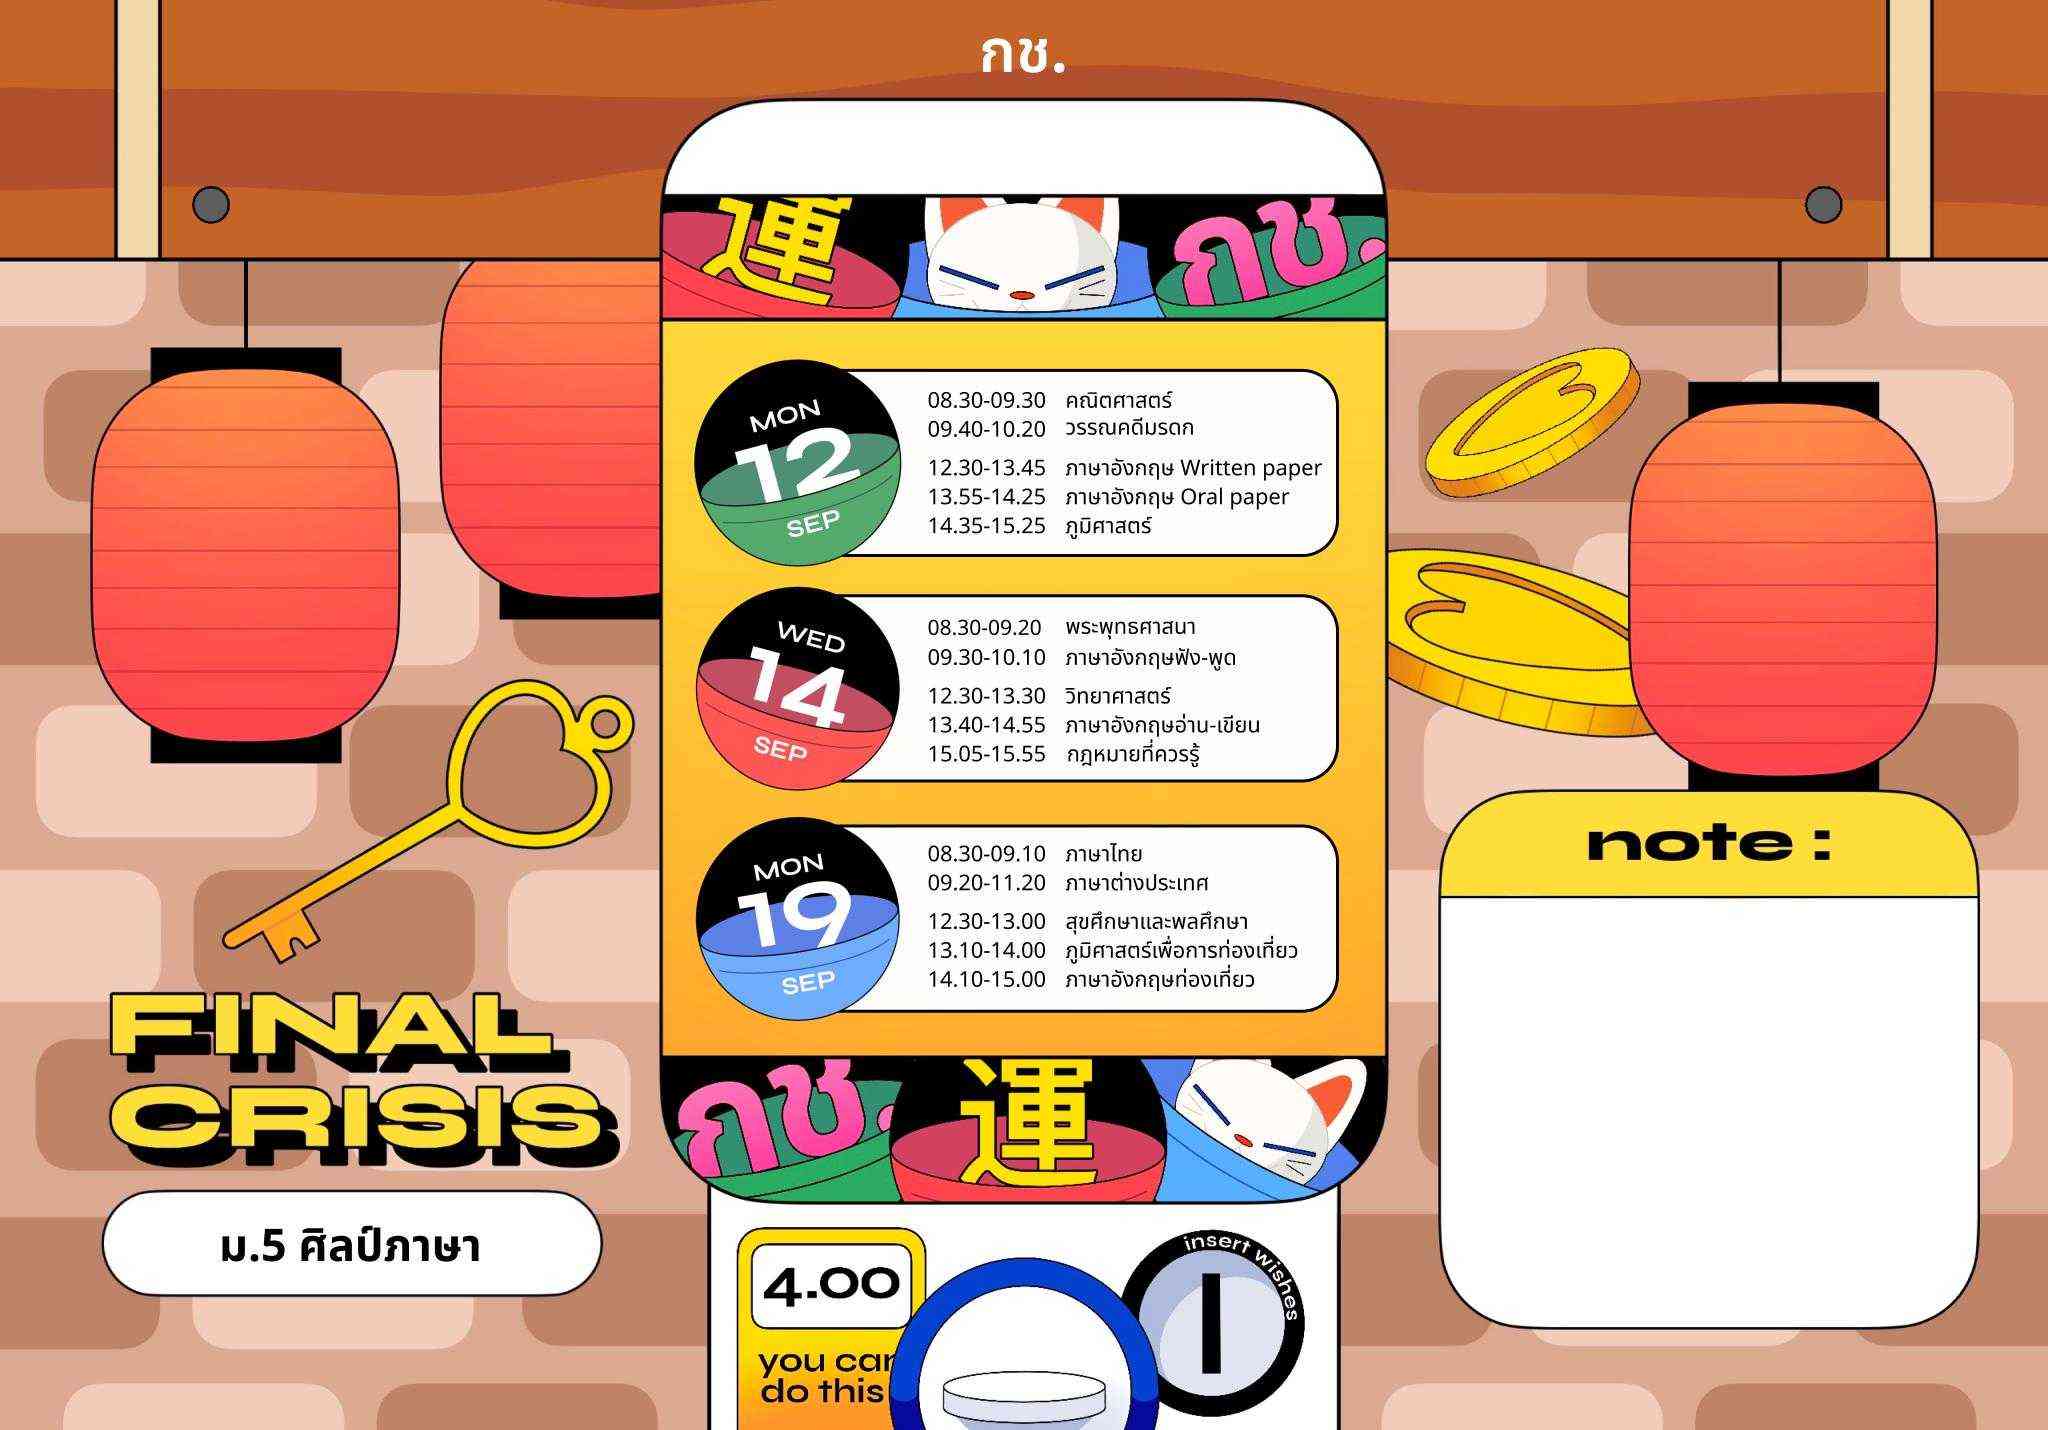 กช.
運
กช.
MON
12
SEP
08.30-09.30 คณิตศาสตร์
09.40-10.20 วรรณคดีมรดก
12.30-13.45 ภาษาอังกฤษ Written paper
13.55-14.25 ภาษาอังกฤษ Oral paper
14.35-15.25 ภูมิศาสตร์
WED
14
SEP
08.30-09.20 พระพุทธศาสนา
09.30-10.10 ภาษาอังกฤษฟัง-พูด
12.30-13.30 วิทยาศาสตร์
13.40-14.55 ภาษาอังกฤษอ่าน-เขียน
15.05-15.55 กฎหมายที่ควรรู้
MON
19
SEP
08.30-09.10 ภาษาไทย
09.20-11.20 ภาษาต่างประเทศ
12.30-13.00 สุขศึกษาและพลศึกษา
13.10-14.00 ภูมิศาสตร์เพื่อการท่องเที่ยว
14.10-15.00 ภาษาอังกฤษท่องเที่ยว
note :
FINAL
CRISIS
ม.5 ศิลป์ภาษา
กช.
運
4.00
you can
do this
insert wishes